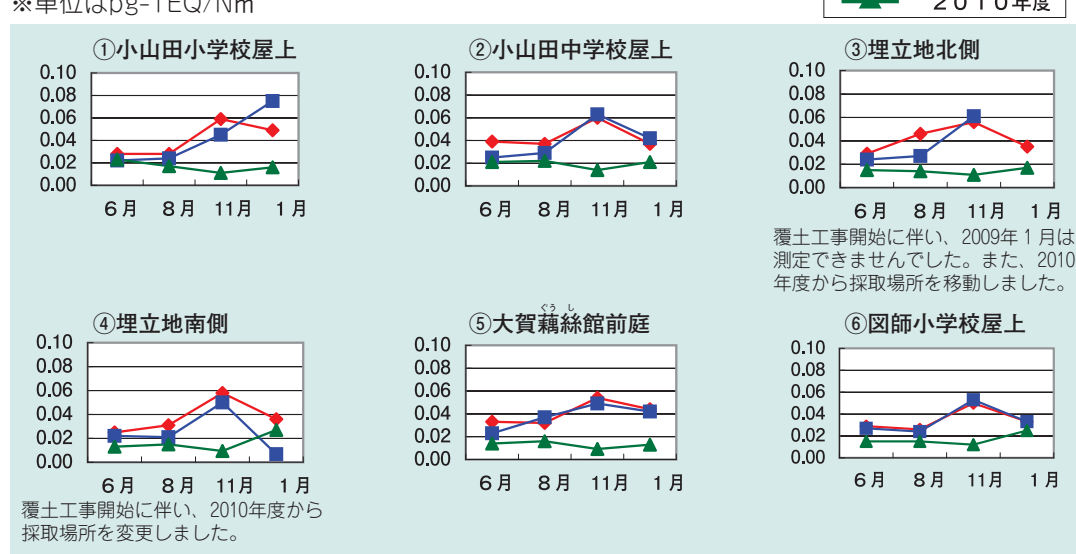 ※単位はpg-TEQ/Nm
2010年度
①小山田小学校屋上
0.10
0.08
0.06
0.04
0.02
0.00
6月 8月 11月 1月
②小山田中学校屋上
0.10
0.08
0.06
0.04
0.02
0.00
6月 8月 11月 1月
③埋立地北側
0.10
0.08
0.06
0.04
0.02
0.00
6月 8月 11月 1月
覆土工事開始に伴い、2009年1月は
測定できませんでした。また、2010
年度から採取場所を移動しました。
④埋立地南側
0.10
0.08
0.06
0.04
0.02
0.00
6月 8月 11月 1月
覆土工事開始に伴い、2010年度から
採取場所を変更しました。
ぐうし
⑤大賀藕絲館前庭
0.10
0.08
0.06
0.04
0.02
0.00
6月 8月 11月 1月
⑥図師小学校屋上
0.10
0.08
0.06
0.04
0.02
0.00
6月 8月 11月 1月